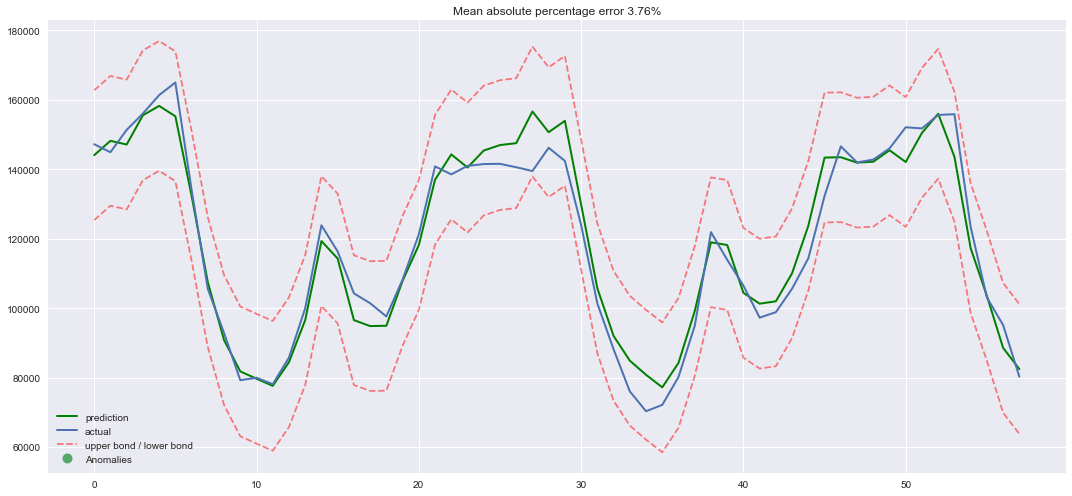 Mean absolute percentage error 3.76%
180000
160000
140000
120000
100000
80000
60000
prediction
actual
upper bond / lower bond
Anomalies
0 10 20 30 40 50